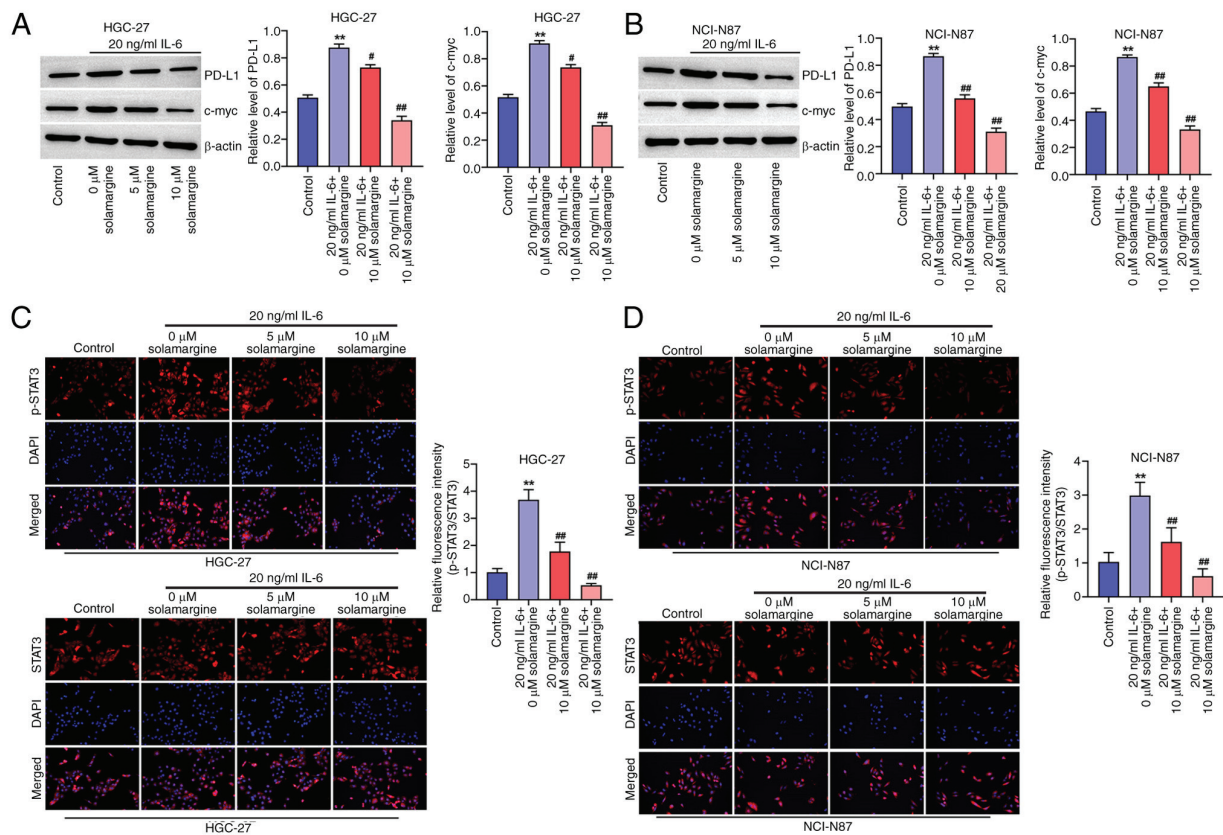 A
HGC-27
20 ng/ml IL-6
PD-L1
c-myc
β-actin
Control
0 µM
solamargine
5 µM
solamargine
10 µM
solamargine
HGC-27
Relative level of PD-L1
1.0
0.8
0.6
0.4
0.2
0.0
**
#
##
Control
20 ng/ml IL-6+
0 µM solamargine
20 ng/ml IL-6+
10 µM solamargine
20 ng/ml IL-6+
10 µM solamargine
HGC-27
Relative level of c-myc
1.0
0.8
0.6
0.4
0.2
0.0
**
#
##
Control
20 ng/ml IL-6+
0 µM solamargine
20 ng/ml IL-6+
10 µM solamargine
20 ng/ml IL-6+
10 µM solamargine
B
NCI-N87
20 ng/ml IL-6
PD-L1
c-myc
β-actin
Control
0 µM solamargine
5 µM solamargine
10 µM solamargine
NCI-N87
Relative level of PD-L1
1.0
0.8
0.6
0.4
0.2
0.0
**
##
##
Control
20 ng/ml IL-6+
0 µM solamargine
20 ng/ml IL-6+
10 µM solamargine
20 ng/ml IL-6+
20 µM solamargine
NCI-N87
Relative level of c-myc
1.0
0.8
0.6
0.4
0.2
0.0
**
##
##
Control
20 ng/ml IL-6+
0 µM solamargine
20 ng/ml IL-6+
10 µM solamargine
20 ng/ml IL-6+
10 µM solamargine
C
20 ng/ml IL-6
Control
0 µM
solamargine
5 µM
solamargine
10 µM
solamargine
p-STAT3
DAPI
Merged
HGC-27
20 ng/ml IL-6
Control
0 µM
solamargine
5 µM
solamargine
10 µM
solamargine
STAT3
DAPI
Merged
HGC-27
HGC-27
Relative fluorescence intensity
(p-STAT3/STAT3)
5
4
3
2
1
0
**
##
##
Control
20 ng/ml IL-6+
0 µM solamargine
20 ng/ml IL-6+
10 µM solamargine
20 ng/ml IL-6+
10 µM solamargine
D
20 ng/ml IL-6
Control
0 µM
solamargine
5 µM
solamargine
10 µM
solamargine
p-STAT3
DAPI
Merged
NCI-N87
20 ng/ml IL-6
Control
0 µM
solamargine
5 µM
solamargine
10 µM
solamargine
STAT3
DAPI
Merged
NCI-N87
NCI-N87
Relative fluorescence intensity
(p-STAT3/STAT3)
4
3
2
1
0
**
##
##
Control
20 ng/ml IL-6+
0 µM solamargine
20 ng/ml IL-6+
10 µM solamargine
20 ng/ml IL-6+
10 µM solamargine